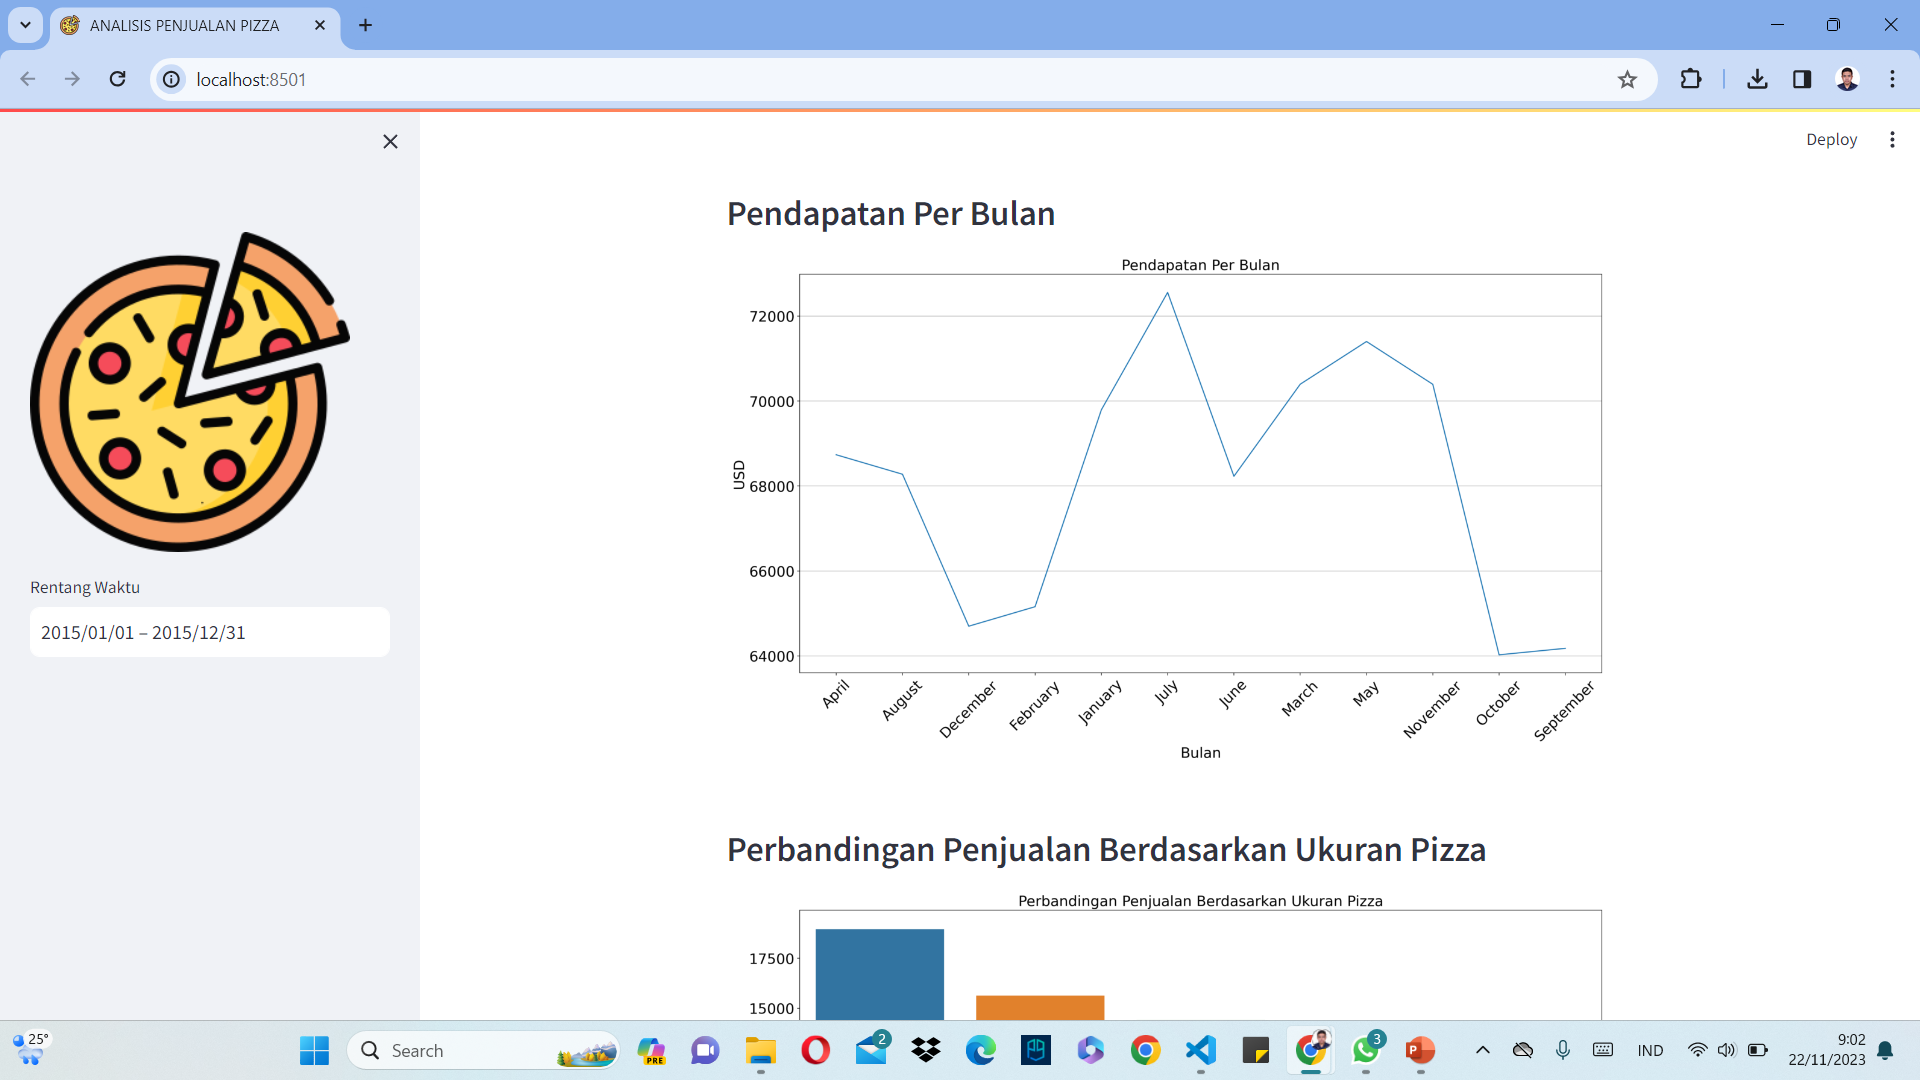 ANALISIS PENJUALAN PIZZA
localhost:8501
Deploy
Rentang Waktu
2015/01/01 – 2015/12/31
Pendapatan Per Bulan
Pendapatan Per Bulan
72000
70000
68000
66000
64000
USD
April
August
December
February
January
July
June
March
May
November
October
September
Bulan
Perbandingan Penjualan Berdasarkan Ukuran Pizza
Perbandingan Penjualan Berdasarkan Ukuran Pizza
17500
15000
25°
Search
PRE
2
3
IND
9:02
22/11/2023